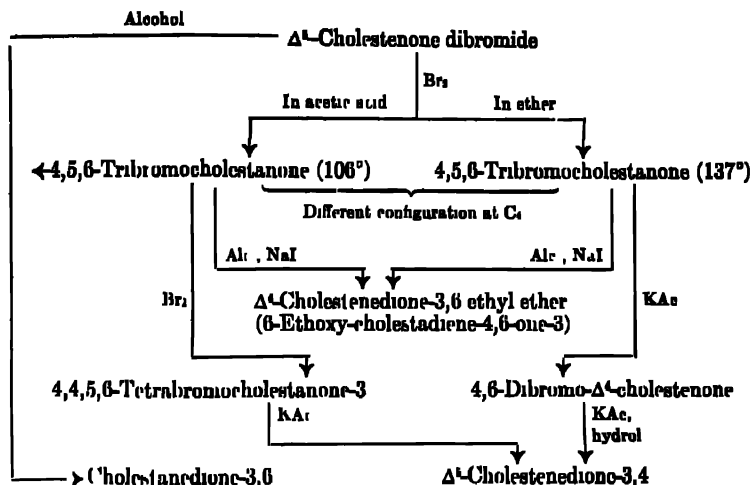 Alcohol
Δ⁵-Cholestenone dibromide
Br₂
In acetic acid In ether
4,5,6-Tribromocholestanone (106°) 4,5,6-Tribromocholestanone (137°)
Different configuration at C₄
Alc, NaI Alc, NaI
Δ⁴-Cholestenedione-3,6 ethyl ether
(6-Ethoxy-cholestadiene-4,6-one-3)
Br₂ KAc
4,4,5,6-Tetrabromocholestanone-3 4,6-Dibromo-Δ⁴-cholestenone
KAc KAc,
hydrol
Cholestanedione-3,6 Δ⁵-Cholestenedione-3,4